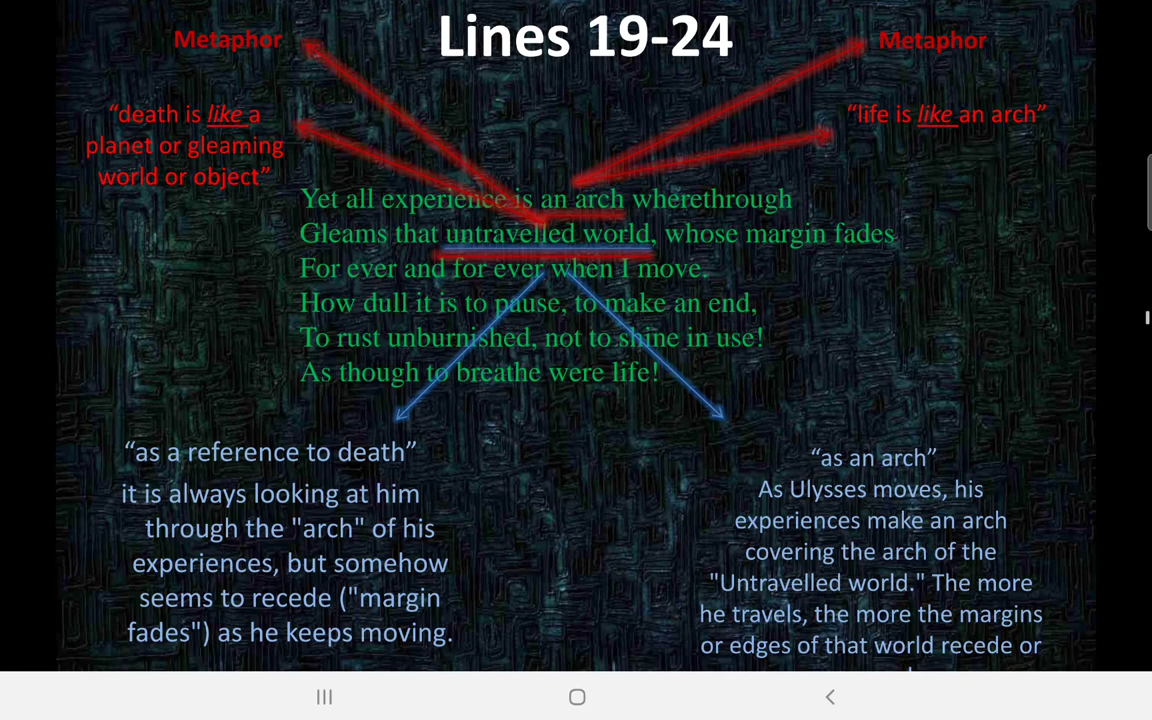 Lines 19-24
Metaphor
Metaphor
“death is like a
planet or gleaming
world or object”
“life is like an arch”
Yet all experience is an arch wherethrough
Gleams that untravelled world, whose margin fades
For ever and for ever when I move.
How dull it is to pause, to make an end,
To rust unburnished, not to shine in use!
As though to breathe were life!
“as a reference to death”
it is always looking at him
through the "arch" of his
experiences, but somehow
seems to recede ("margin
fades") as he keeps moving.
“as an arch”
As Ulysses moves, his
experiences make an arch
covering the arch of the
"Untravelled world." The more
he travels, the more the margins
or edges of that world recede or